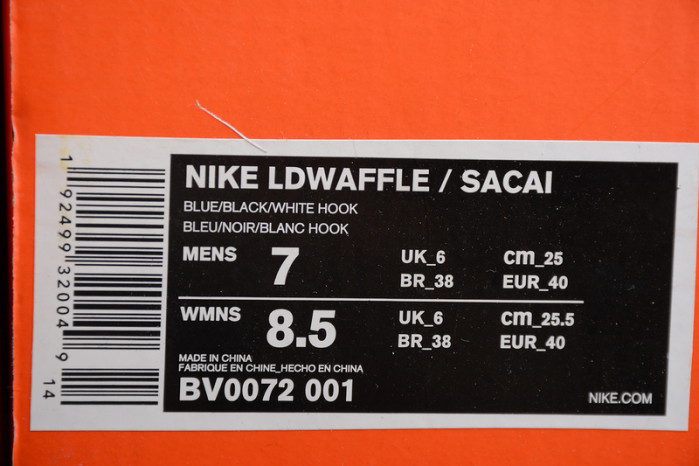 NIKE LDWAFFLE / SACAI
BLUE/BLACK/WHITE HOOK
BLEU/NOIR/BLANC HOOK
MENS 7 UK_6 cm_25
BR_38 EUR_40
WMNS 8.5 UK_6 cm_25.5
BR_38 EUR_40
MADE IN CHINA
FABRIQUE EN CHINE_HECHO EN CHINA
BV0072 001
NIKE.COM
1 92499 32004 9
14